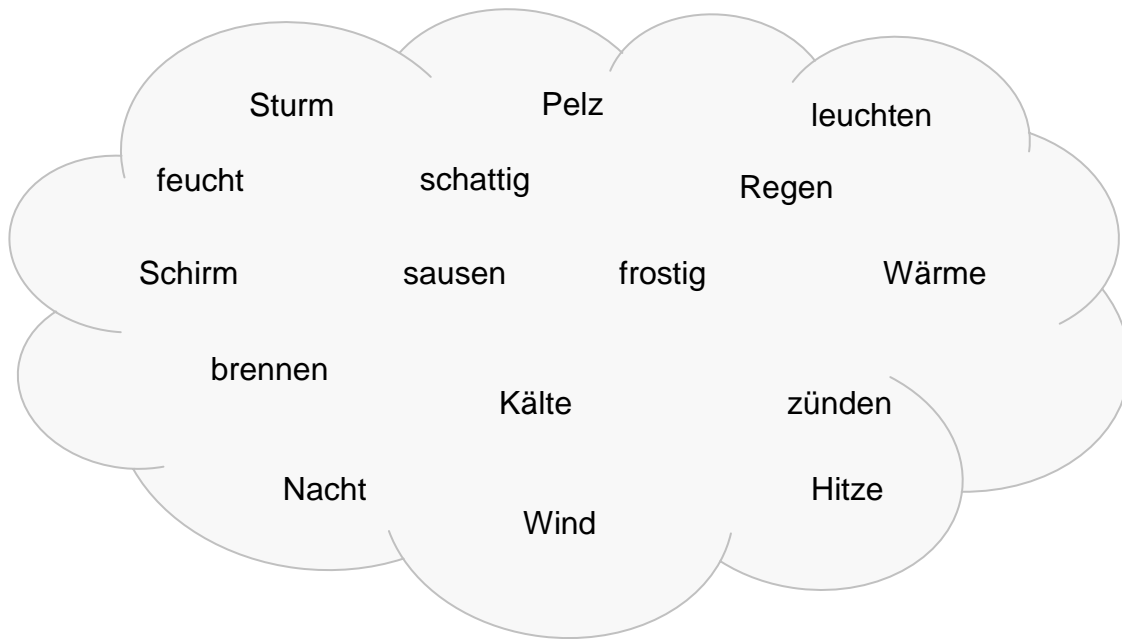 Sturm Pelz leuchten
feucht schattig Regen
Schirm sausen frostig Wärme
brennen
Kälte zünden
Nacht Hitze
Wind